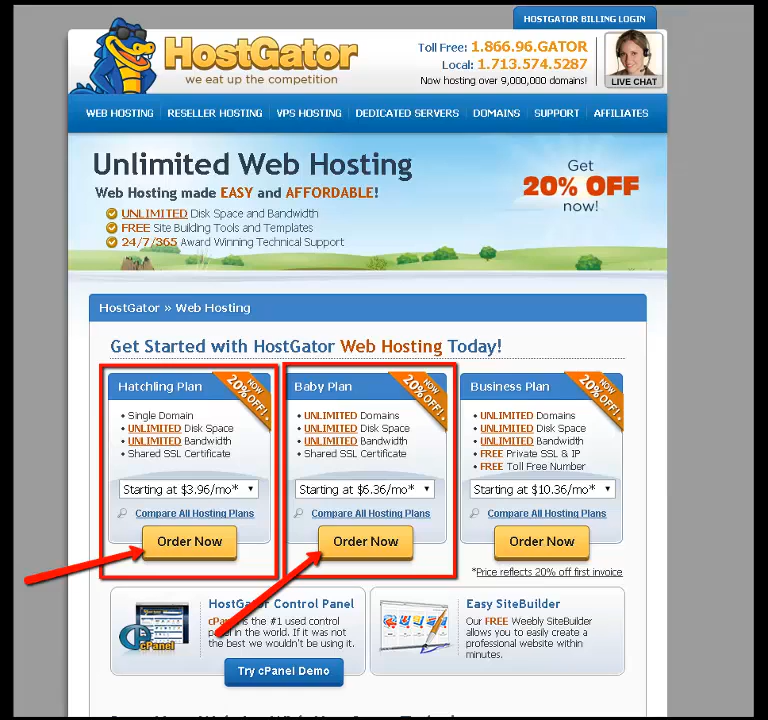 HOSTGATOR BILLING LOGIN
HostGator
we eat up the competition
Toll Free: 1.866.96.GATOR
Local: 1.713.574.5287
Now hosting over 9,000,000 domains!
LIVE CHAT
WEB HOSTING RESELLER HOSTING VPS HOSTING DEDICATED SERVERS DOMAINS SUPPORT AFFILIATES
Unlimited Web Hosting
Web Hosting made EASY and AFFORDABLE!
UNLIMITED Disk Space and Bandwidth
FREE Site Building Tools and Templates
24/7/365 Award Winning Technical Support
Get
20% OFF
now!
HostGator » Web Hosting
Get Started with HostGator Web Hosting Today!
Hatchling Plan
NOW
20% OFF!
• Single Domain
• UNLIMITED Disk Space
• UNLIMITED Bandwidth
• Shared SSL Certificate
Starting at $3.96/mo*
Compare All Hosting Plans
Order Now
Baby Plan
NOW
20% OFF!
• UNLIMITED Domains
• UNLIMITED Disk Space
• UNLIMITED Bandwidth
• Shared SSL Certificate
Starting at $6.36/mo*
Compare All Hosting Plans
Order Now
Business Plan
NOW
20% OFF!
• UNLIMITED Domains
• UNLIMITED Disk Space
• UNLIMITED Bandwidth
• FREE Private SSL & IP
• FREE Toll Free Number
Starting at $10.36/mo*
Compare All Hosting Plans
Order Now
*Price reflects 20% off first invoice
cPanel
HostGator Control Panel
cPanel is the #1 used control
panel in the world. If it was not
the best we wouldn't be using it.
Try cPanel Demo
Easy SiteBuilder
Our FREE Weebly SiteBuilder
allows you to easily create a
professional website within
minutes.